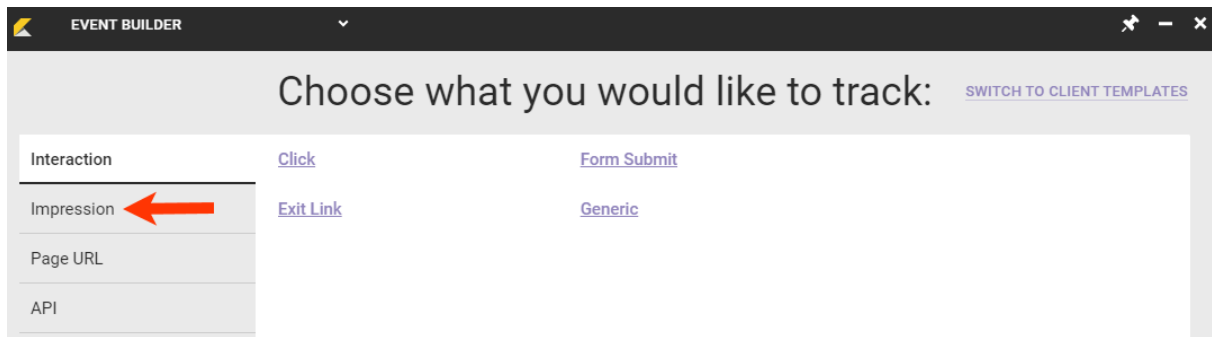 EVENT BUILDER
Choose what you would like to track:
SWITCH TO CLIENT TEMPLATES
Interaction
Click
Form Submit
Impression
Exit Link
Generic
Page URL
API